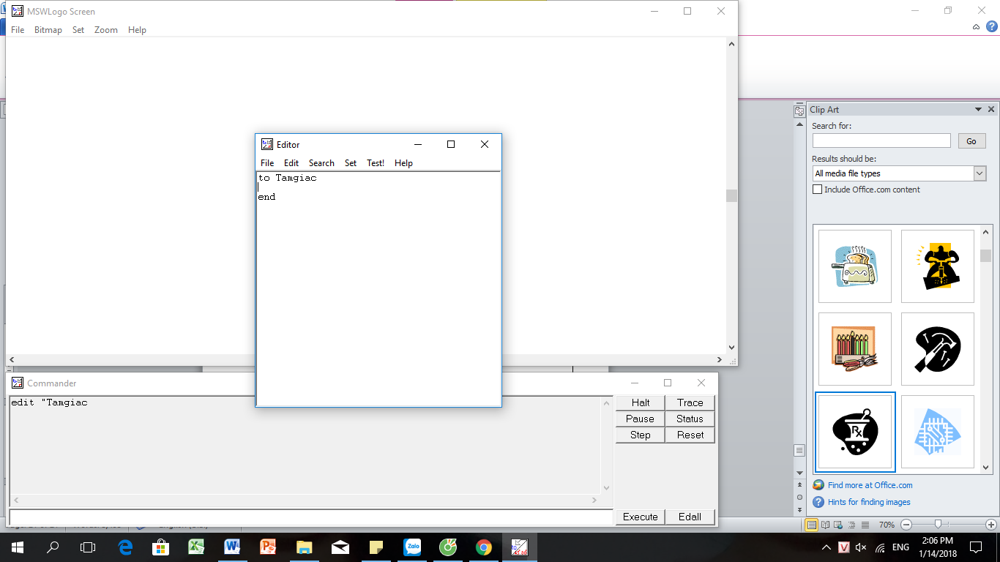 MSWLogo Screen
File Bitmap Set Zoom Help
Editor
File Edit Search Set Test! Help
to Tamgiac
end
Commander
edit "Tamgiac
Halt Trace
Pause Status
Step Reset
Execute Edall
Clip Art
Search for:
Go
Results should be:
All media file types
Include Office.com content
Rx
Find more at Office.com
Hints for finding images
70%
Zalo
V
ENG
2:06 PM
1/14/2018